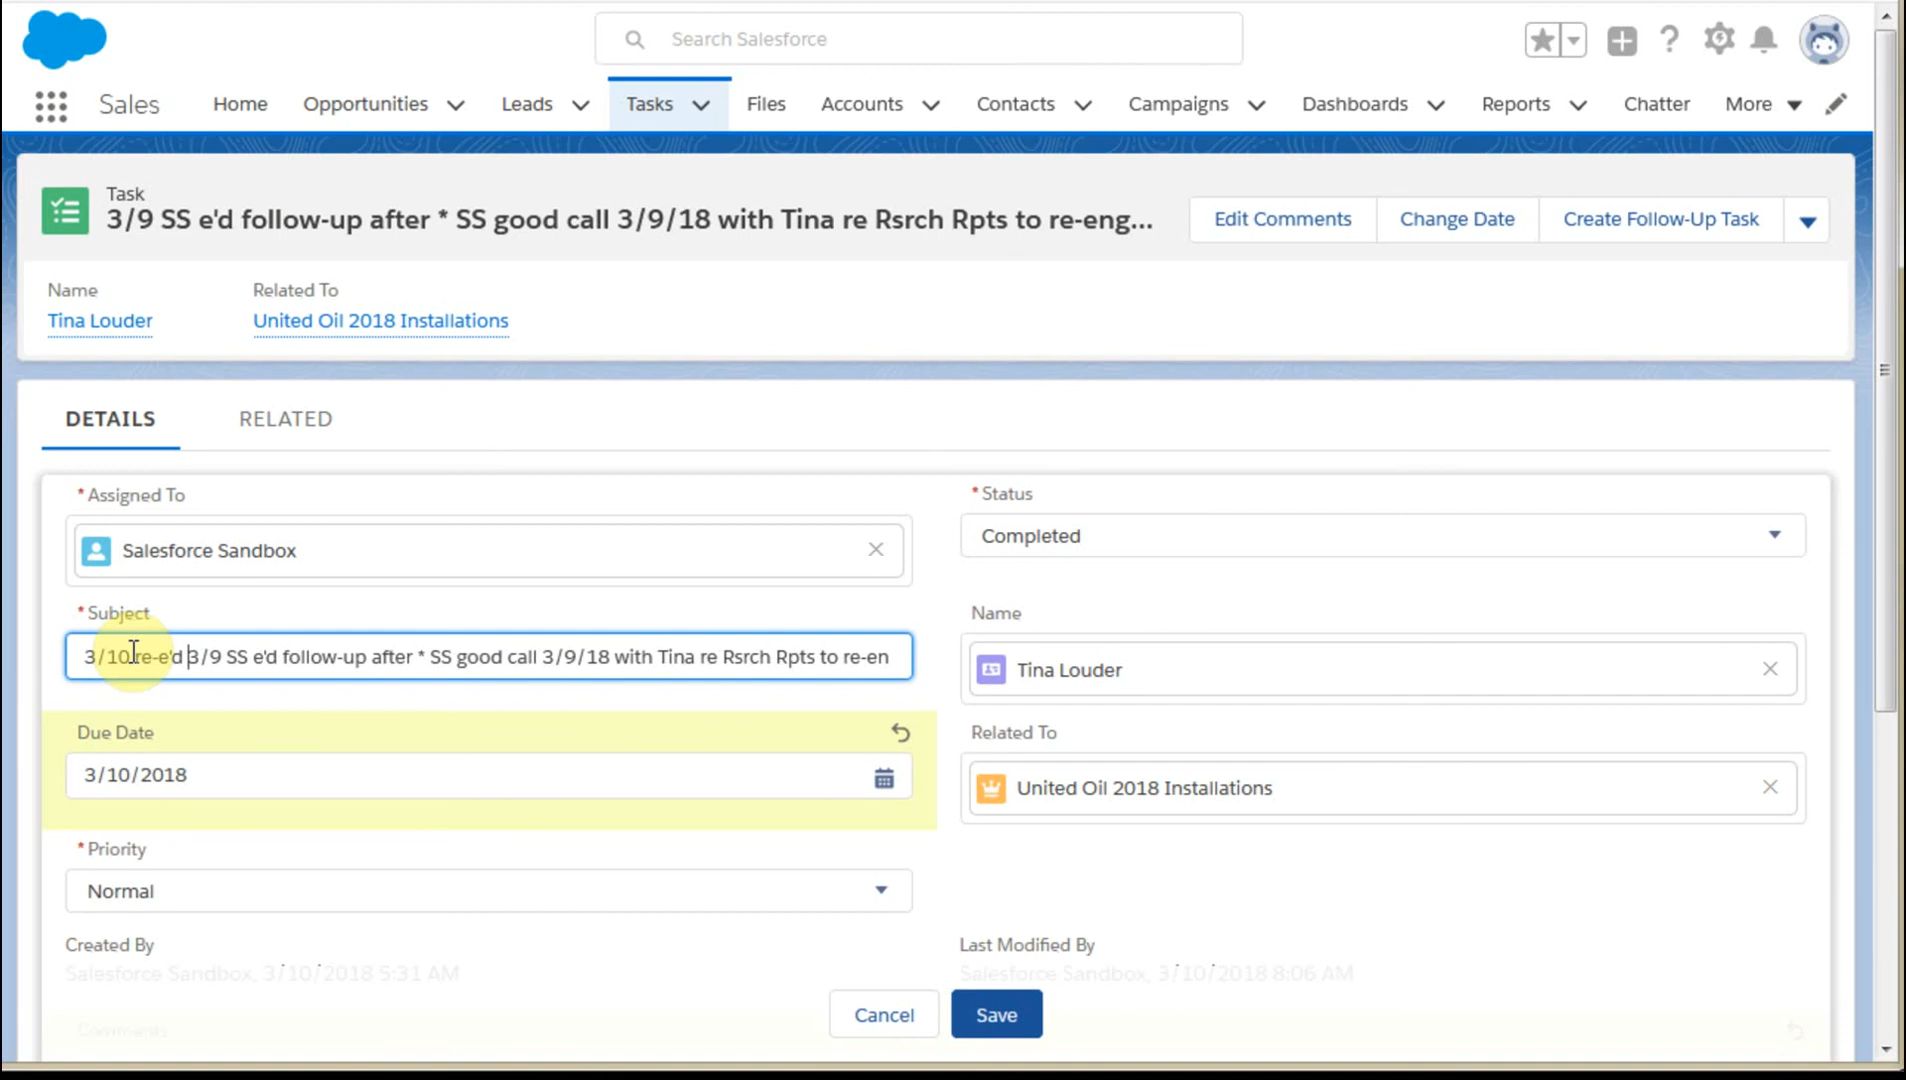 Search Salesforce
Sales
Home
Opportunities
Leads
Tasks
Files
Accounts
Contacts
Campaigns
Dashboards
Reports
Chatter
More
Task
3/9 SS e'd follow-up after * SS good call 3/9/18 with Tina re Rsrch Rpts to re-eng...
Edit Comments
Change Date
Create Follow-Up Task
Name
Related To
Tina Louder
United Oil 2018 Installations
DETAILS
RELATED
* Assigned To
Salesforce Sandbox
* Status
Completed
* Subject
3/10 re-e'd 3/9 SS e'd follow-up after * SS good call 3/9/18 with Tina re Rsrch Rpts to re-en
Name
Tina Louder
Due Date
3/10/2018
Related To
United Oil 2018 Installations
* Priority
Normal
Created By
Salesforce Sandbox, 3/10/2018 5:31 AM
Last Modified By
Salesforce Sandbox, 3/10/2018 8:06 AM
Cancel
Save
Comments